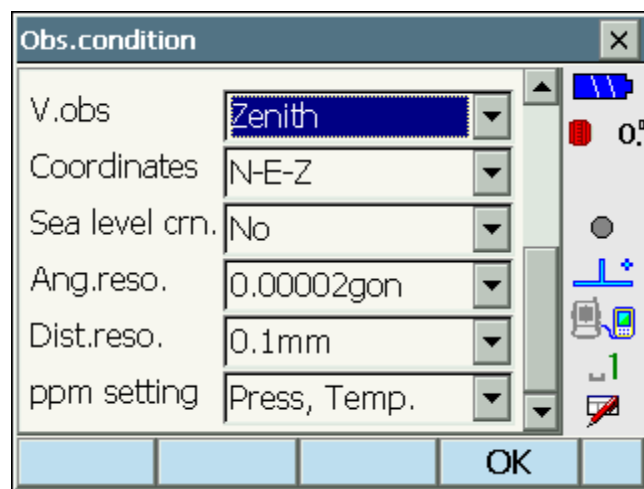 Obs.condition
V.obs Zenith
0."
Coordinates N-E-Z
Sea level crn. No
Ang.reso. 0.00002gon
Dist.reso. 0.1mm
1
ppm setting Press, Temp.
OK